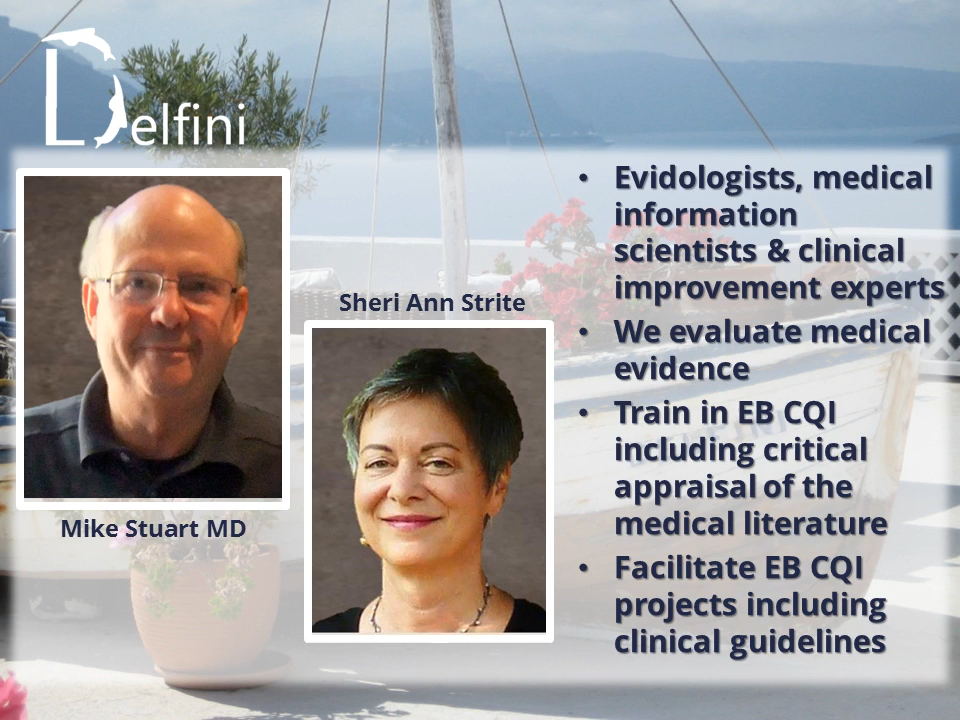 Delfini
Sheri Ann Strite
Mike Stuart MD
• Evidologists, medical
information
scientists & clinical
improvement experts
• We evaluate medical
evidence
• Train in EB CQI
including critical
appraisal of the
medical literature
• Facilitate EB CQI
projects including
clinical guidelines